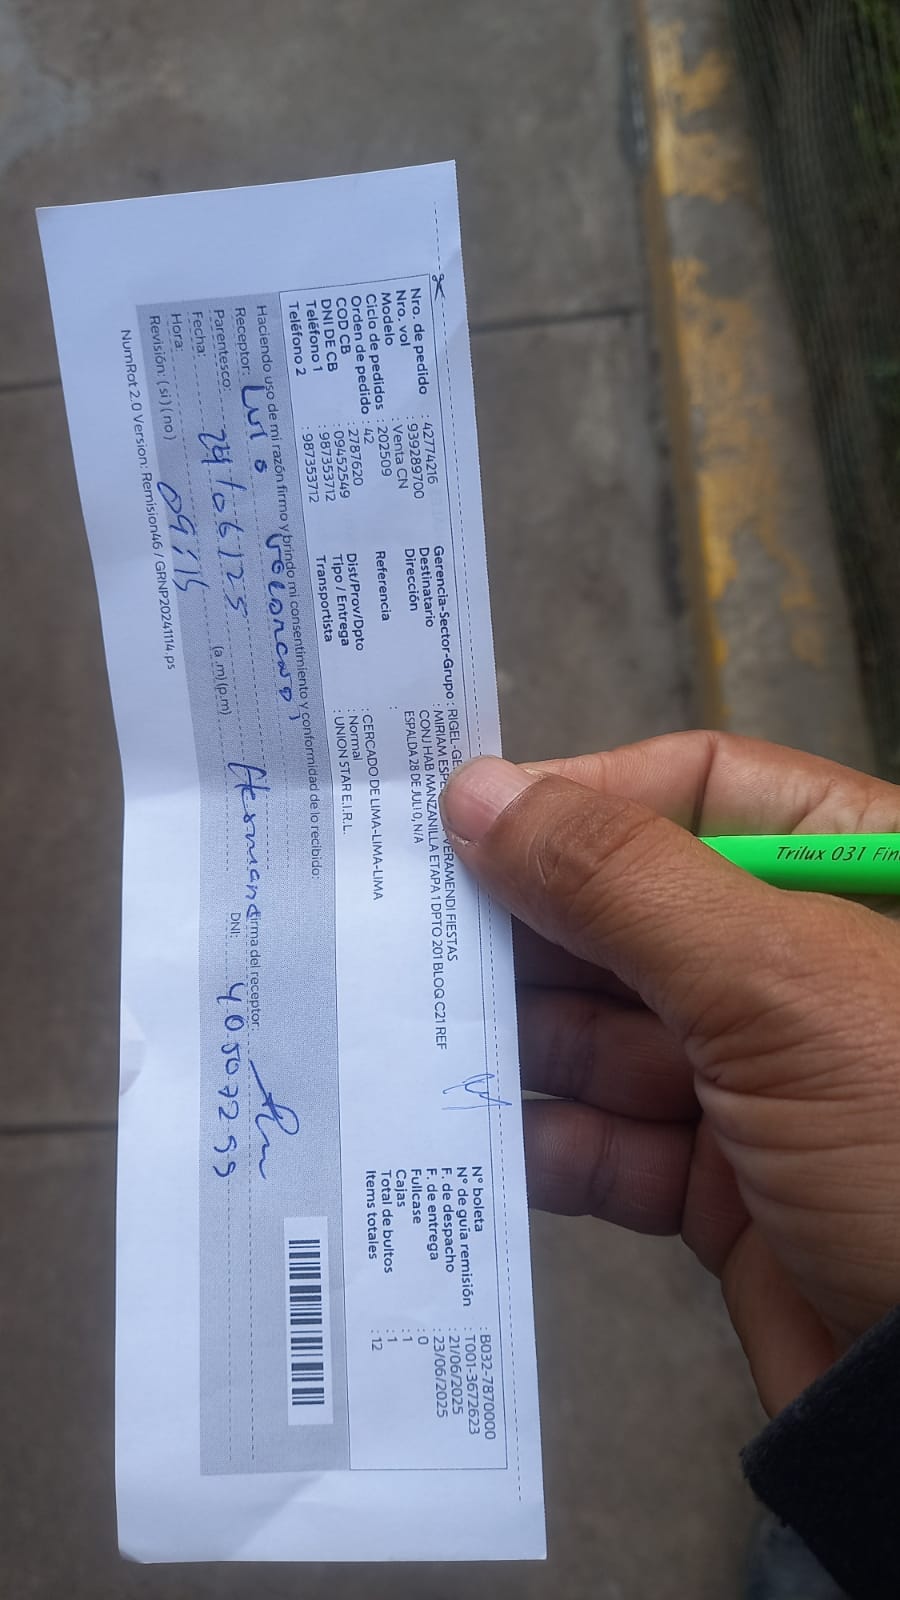 Nro. de pedido : 42774216
Nro. vol : 939289700
Modelo : Venta CN
Ciclo de pedidos : 202509
Orden de pedido : 42
COD CB : 2787620
DNI DE CB : 09452549
Teléfono 1 : 987353712
Teléfono 2 : 987353712
Gerencia-Sector-Grupo : RIGEL-GE
Destinatario : MIRIAM ESPE VERAMENDI FIESTAS
Dirección CONJ HAB MANZANILLA ETAPA 1 DPTO 201 BLOQ C21 REF
ESPALDA 28 DE JULIO, N/A
Referencia :
Dist/Prov/Dpto : CERCADO DE LIMA-LIMA-LIMA
Tipo / Entrega : Normal
Transportista : UNION STAR E.I.R.L.
N° boleta : B032-7870000
N° de guía remisión : T001-3672623
F. de despacho : 21/06/2025
F. de entrega : 23/06/2025
Fullcase : 0
Cajas : 1
Total de bultos : 1
Items totales : 12
Haciendo uso de mi razón firmo y brindo mi consentimiento y conformidad de lo recibido:
Receptor: Luis
Firma del receptor:
Parentesco: Hermano
DNI: 40507299
Fecha: 24/06/25
Hora: 09:15 (a.m) (p.m)
Revisión: (si) (no)
NumRot 2.0 Version: Remision46 / GRNP20241114.ps
Trilux 031 Fin